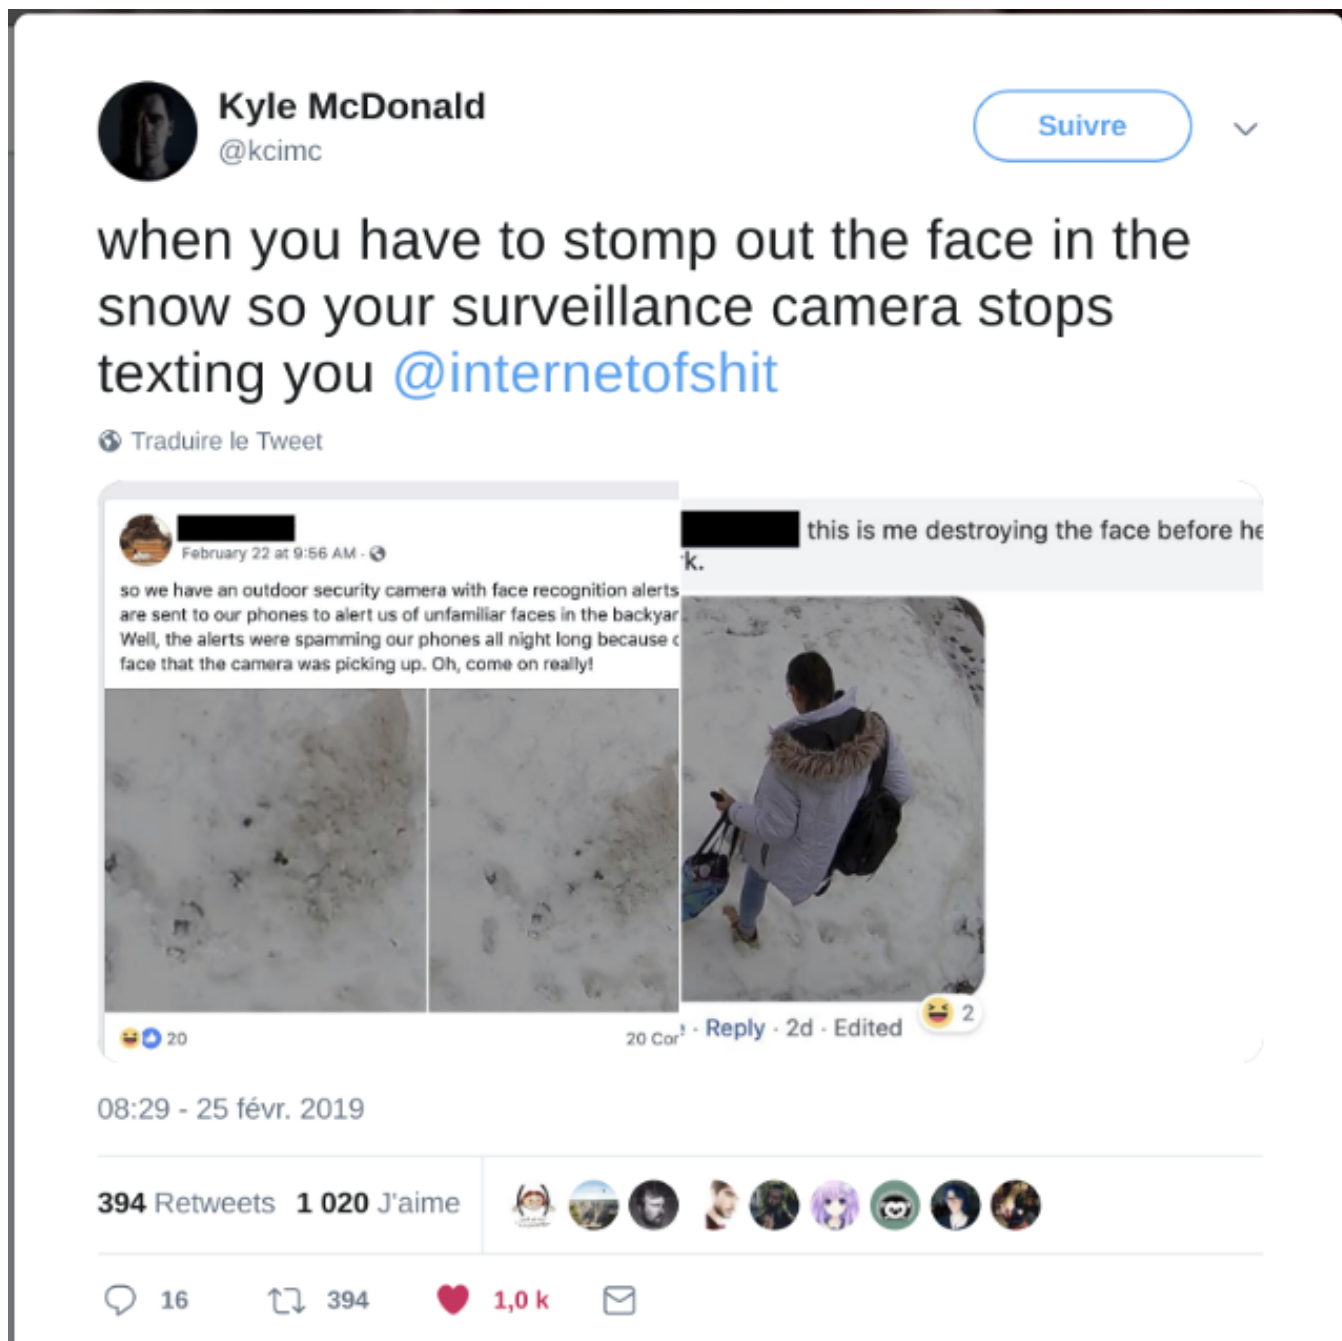 Kyle McDonald
@kcimc
Suivre
when you have to stomp out the face in the
snow so your surveillance camera stops
texting you @internetofshit
Traduire le Tweet
February 22 at 9:56 AM ·
so we have an outdoor security camera with face recognition alerts
are sent to our phones to alert us of unfamiliar faces in the backyar
Well, the alerts were spamming our phones all night long because
face that the camera was picking up. Oh, come on really!
20
20 Co
this is me destroying the face before he
k.
· Reply · 2d · Edited
2
08:29 - 25 févr. 2019
394 Retweets 1 020 J'aime
16 394 1,0 k